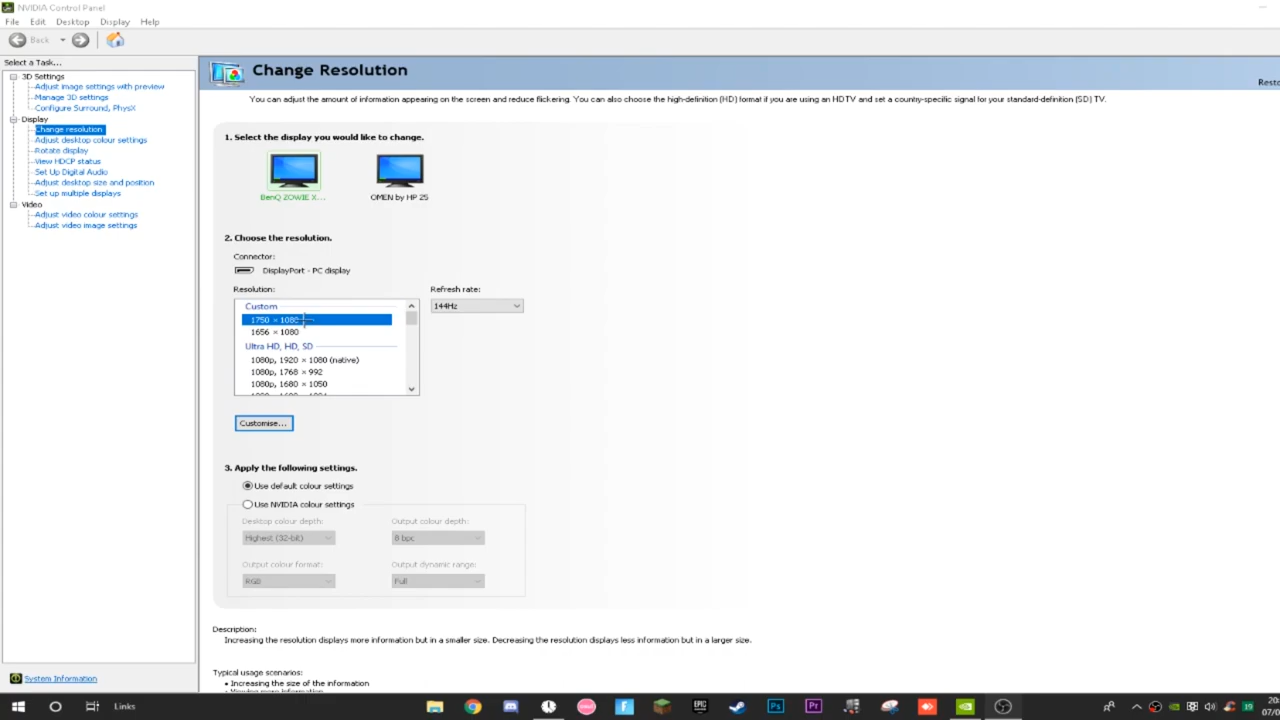 NVIDIA Control Panel
File Edit Desktop Display Help
Back
Select a Task...
3D Settings
Adjust image settings with preview
Manage 3D settings
Configure Surround, PhysX
Display
Change resolution
Adjust desktop colour settings
Rotate display
View HDCP status
Set Up Digital Audio
Adjust desktop size and position
Set up multiple displays
Video
Adjust video colour settings
Adjust video image settings
System Information
Change Resolution
You can adjust the amount of information appearing on the screen and reduce flickering. You can also choose the high-definition (HD) format if you are using an HDTV and set a country-specific signal for your standard-definition (SD) TV.
1. Select the display you would like to change.
BenQ ZOWIE X... OMEN by HP 25
2. Choose the resolution.
Connector:
DisplayPort - PC display
Resolution: Refresh rate:
Custom 144Hz
1750 × 1080
1656 × 1080
Ultra HD, HD, SD
1080p, 1920 × 1080 (native)
1080p, 1768 × 992
1080p, 1680 × 1050
Customise...
3. Apply the following settings.
Use default colour settings
Use NVIDIA colour settings
Desktop colour depth: Output colour depth:
Highest (32-bit) 8 bpc
Output colour format: Output dynamic range:
RGB Full
Description:
Increasing the resolution displays more information but in a smaller size. Decreasing the resolution displays less information but in a larger size.
Typical usage scenarios:
• Increasing the size of the information
• Viewing more information
Links EPIC Ps Pr 19